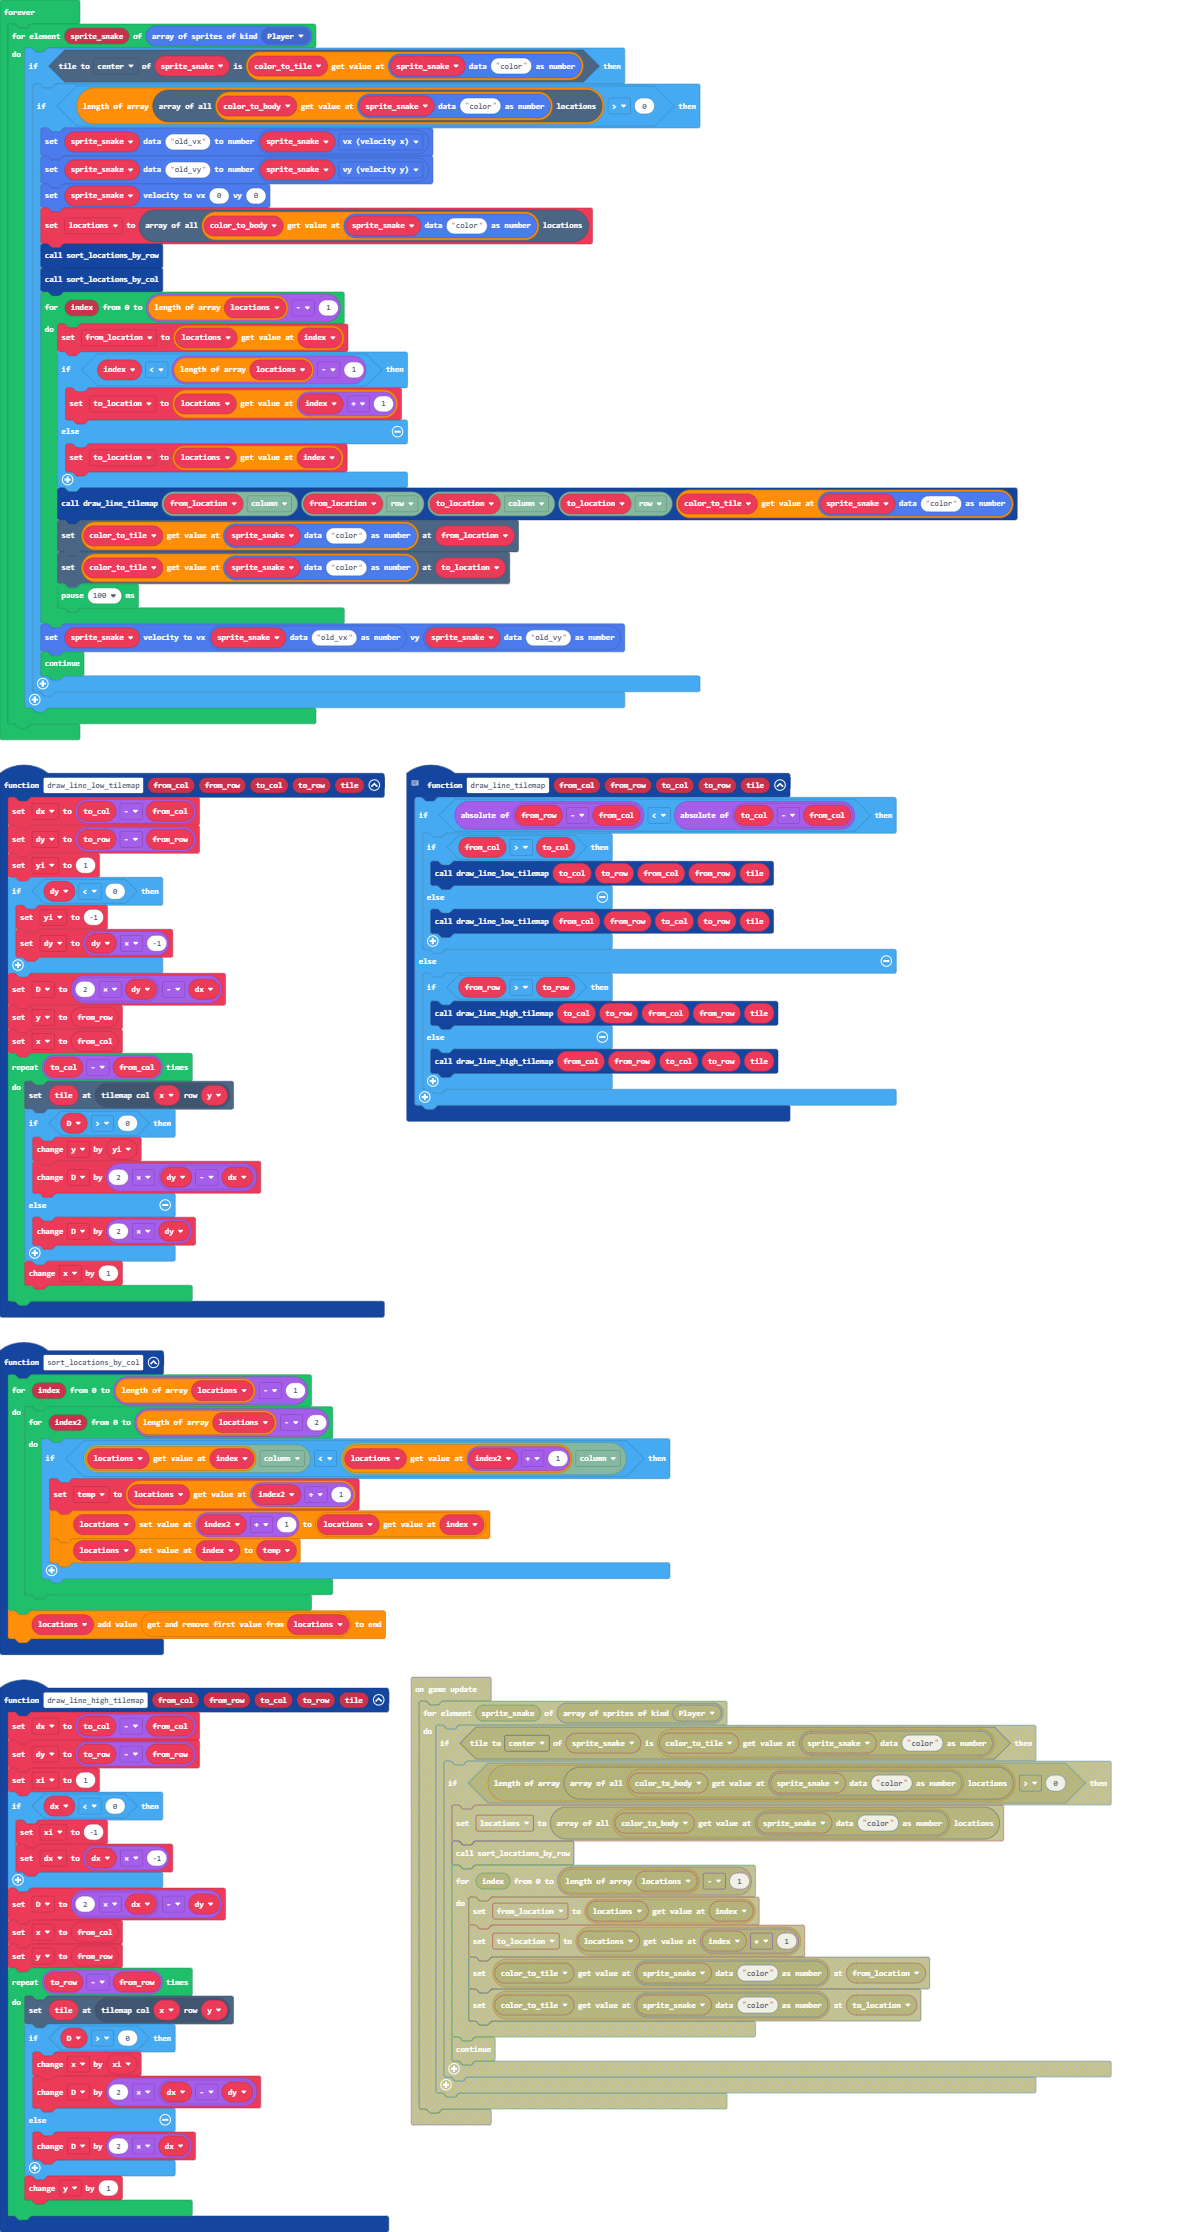 forever
for element sprite_snake of array of sprites of kind Player
do
if tile to center of sprite_snake is color_to_tile get value at sprite_snake data "color" as number then
if length of array array of all color_to_body get value at sprite_snake data "color" as number locations > 0 then
set sprite_snake data "old_vx" to number sprite_snake vx (velocity x)
set sprite_snake data "old_vy" to number sprite_snake vy (velocity y)
set sprite_snake velocity to vx 0 vy 0
set locations to array of all color_to_body get value at sprite_snake data "color" as number locations
call sort_locations_by_row
call sort_locations_by_col
for index from 0 to length of array locations - 1
do
set from_location to locations get value at index
if index < length of array locations - 1 then
set to_location to locations get value at index + 1
else
set to_location to locations get value at index
call draw_line_tilemap from_location column from_location row to_location column to_location row color_to_tile get value at sprite_snake data "color" as number
set color_to_tile get value at sprite_snake data "color" as number at from_location
set color_to_tile get value at sprite_snake data "color" as number at to_location
pause 100 ms
set sprite_snake velocity to vx sprite_snake data "old_vx" as number vy sprite_snake data "old_vy" as number
continue
function draw_line_low_tilemap from_col from_row to_col to_row tile
set dx to to_col - from_col
set dy to to_row - from_row
set yi to 1
if dy < 0 then
set yi to -1
set dy to dy × -1
set D to 2 × dy - dx
set y to from_row
set x to from_col
repeat to_col - from_col times
do
set tile at tilemap col x row y
if D > 0 then
change y by yi
change D by 2 × dy - dx
else
change D by 2 × dy
change x by 1
function draw_line_tilemap from_col from_row to_col to_row tile
if absolute of from_row - from_col < absolute of to_col - from_col then
if from_col > to_col then
call draw_line_low_tilemap to_col to_row from_col from_row tile
else
call draw_line_low_tilemap from_col from_row to_col to_row tile
else
if from_row > to_row then
call draw_line_high_tilemap to_col to_row from_col from_row tile
else
call draw_line_high_tilemap from_col from_row to_col to_row tile
function sort_locations_by_col
for index from 0 to length of array locations - 1
do
for index2 from 0 to length of array locations - 2
do
if locations get value at index column < locations get value at index2 + 1 column then
set temp to locations get value at index2 + 1
locations set value at index2 + 1 to locations get value at index
locations set value at index to temp
locations add value get and remove first value from locations to end
function draw_line_high_tilemap from_col from_row to_col to_row tile
set dx to to_col - from_col
set dy to to_row - from_row
set xi to 1
if dx < 0 then
set xi to -1
set dx to dx × -1
set D to 2 × dx - dy
set x to from_col
set y to from_row
repeat to_row - from_row times
do
set tile at tilemap col x row y
if D > 0 then
change x by xi
change D by 2 × dx - dy
else
change D by 2 × dx
change y by 1
on game update
for element sprite_snake of array of sprites of kind Player
do
if tile to center of sprite_snake is color_to_tile get value at sprite_snake data "color" as number then
if length of array array of all color_to_body get value at sprite_snake data "color" as number locations > 0 then
set locations to array of all color_to_body get value at sprite_snake data "color" as number locations
call sort_locations_by_row
for index from 0 to length of array locations - 1
do
set from_location to locations get value at index
set to_location to locations get value at index + 1
set color_to_tile get value at sprite_snake data "color" as number at from_location
set color_to_tile get value at sprite_snake data "color" as number at to_location
continue